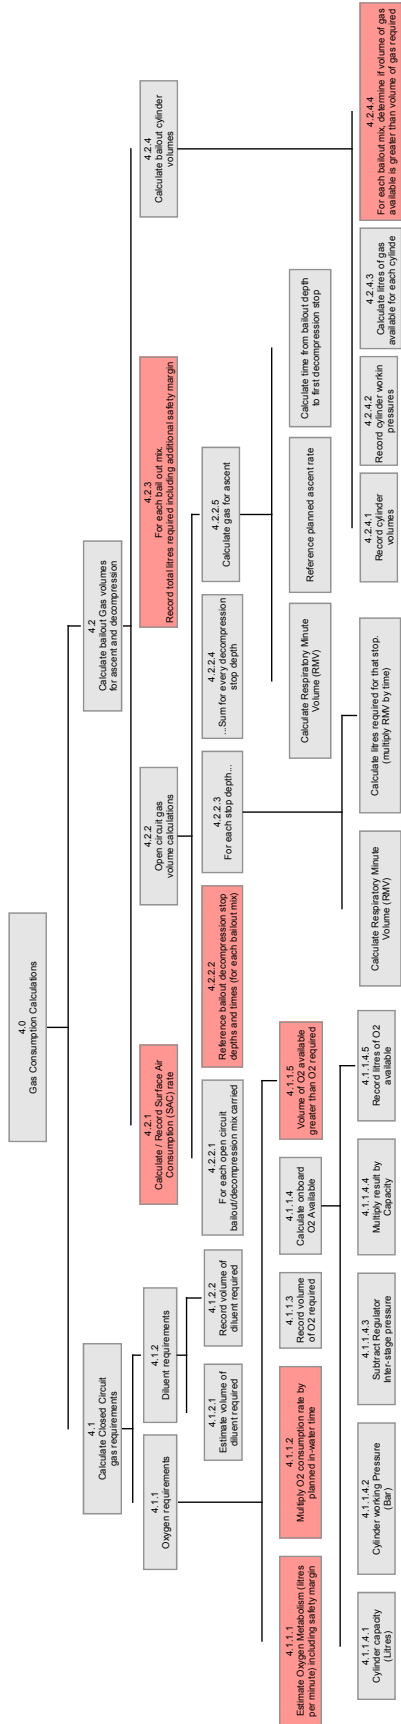 4.0
Gas Consumption Calculations
4.1
Calculate Closed Circuit
gas requirements
4.2
Calculate bailout Gas volumes
for ascent and decompression
4.1.1
Oxygen requirements
4.1.2
Diluent requirements
4.2.1
Calculate / Record Surface Air
Consumption (SAC) rate
4.2.2
Open circuit gas
volume calculations
4.2.3
For each bail out mix.
Record total litres required including additional safety margin
4.2.4
Calculate bailout cylinder
volumes
4.1.2.1
Estimate volume of
diluent required
4.1.2.2
Record volume of
diluent required
4.2.2.1
For each open circuit
bailout/decompression mix carried
4.2.2.2
Reference bailout decompression stop
depths and times (for each bailout mix)
4.2.2.3
For each stop depth...
4.2.2.4
...Sum for every decompression
stop depth
4.2.2.5
Calculate gas for ascent
4.1.1.1
Estimate Oxygen Metabolism (litres
per minute) including safety margin
4.1.1.2
Multiply O2 consumption rate by
planned in-water time
4.1.1.3
Record volume
of O2 required
4.1.1.4
Calculate onboard
O2 Available
4.1.1.5
Volume of O2 available
greater than O2 required
Calculate Respiratory Minute
Volume (RMV)
Reference planned ascent rate
Calculate time from bailout depth
to first decompression stop
4.1.1.4.1
Cylinder capacity
(Litres)
4.1.1.4.2
Cylinder working Pressure
(Bar)
4.1.1.4.3
Subtract Regulator
Inter-stage pressure
4.1.1.4.4
Multiply result by
Capacity
4.1.1.4.5
Record litres of O2
available
Calculate Respiratory Minute
Volume (RMV)
Calculate litres required for that stop.
(multiply RMV by time)
4.2.4.1
Record cylinder
volumes
4.2.4.2
Record cylinder workin
pressures
4.2.4.3
Calculate litres of gas
available for each cylinde
4.2.4.4
For each bailout mix, determine if volume of gas
available is greater than volume of gas required